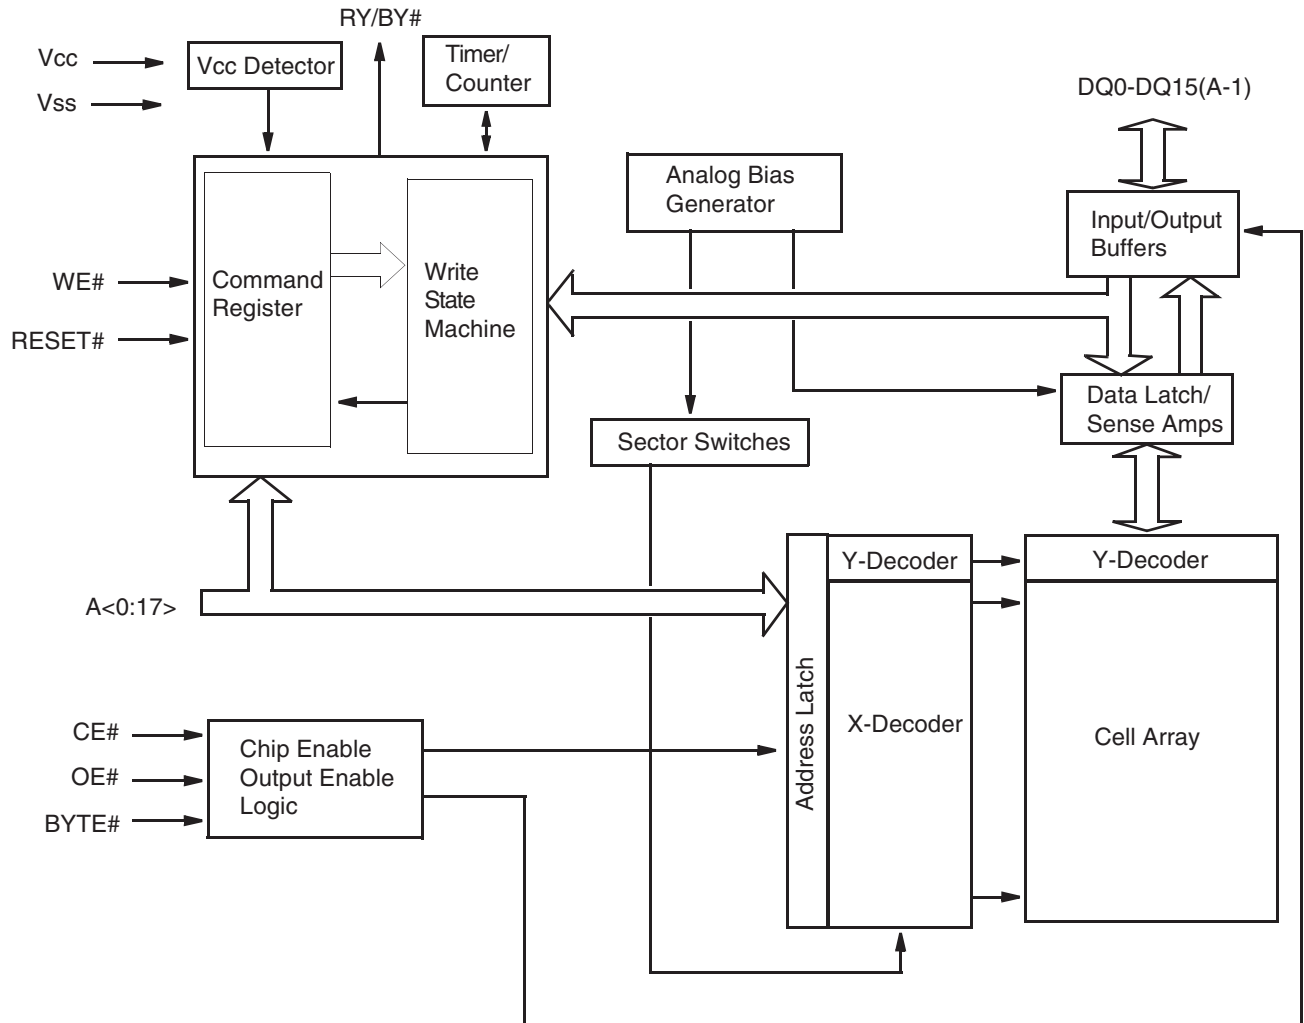 RY/BY#
Vcc
Vss
Vcc Detector
Timer/
Counter
DQ0-DQ15(A-1)
Analog Bias
Generator
Input/Output
Buffers
WE#
RESET#
Command
Register
Write
State
Machine
Data Latch/
Sense Amps
Sector Switches
A<0:17>
Y-Decoder
Y-Decoder
Address Latch
X-Decoder
Cell Array
CE#
OE#
BYTE#
Chip Enable
Output Enable
Logic